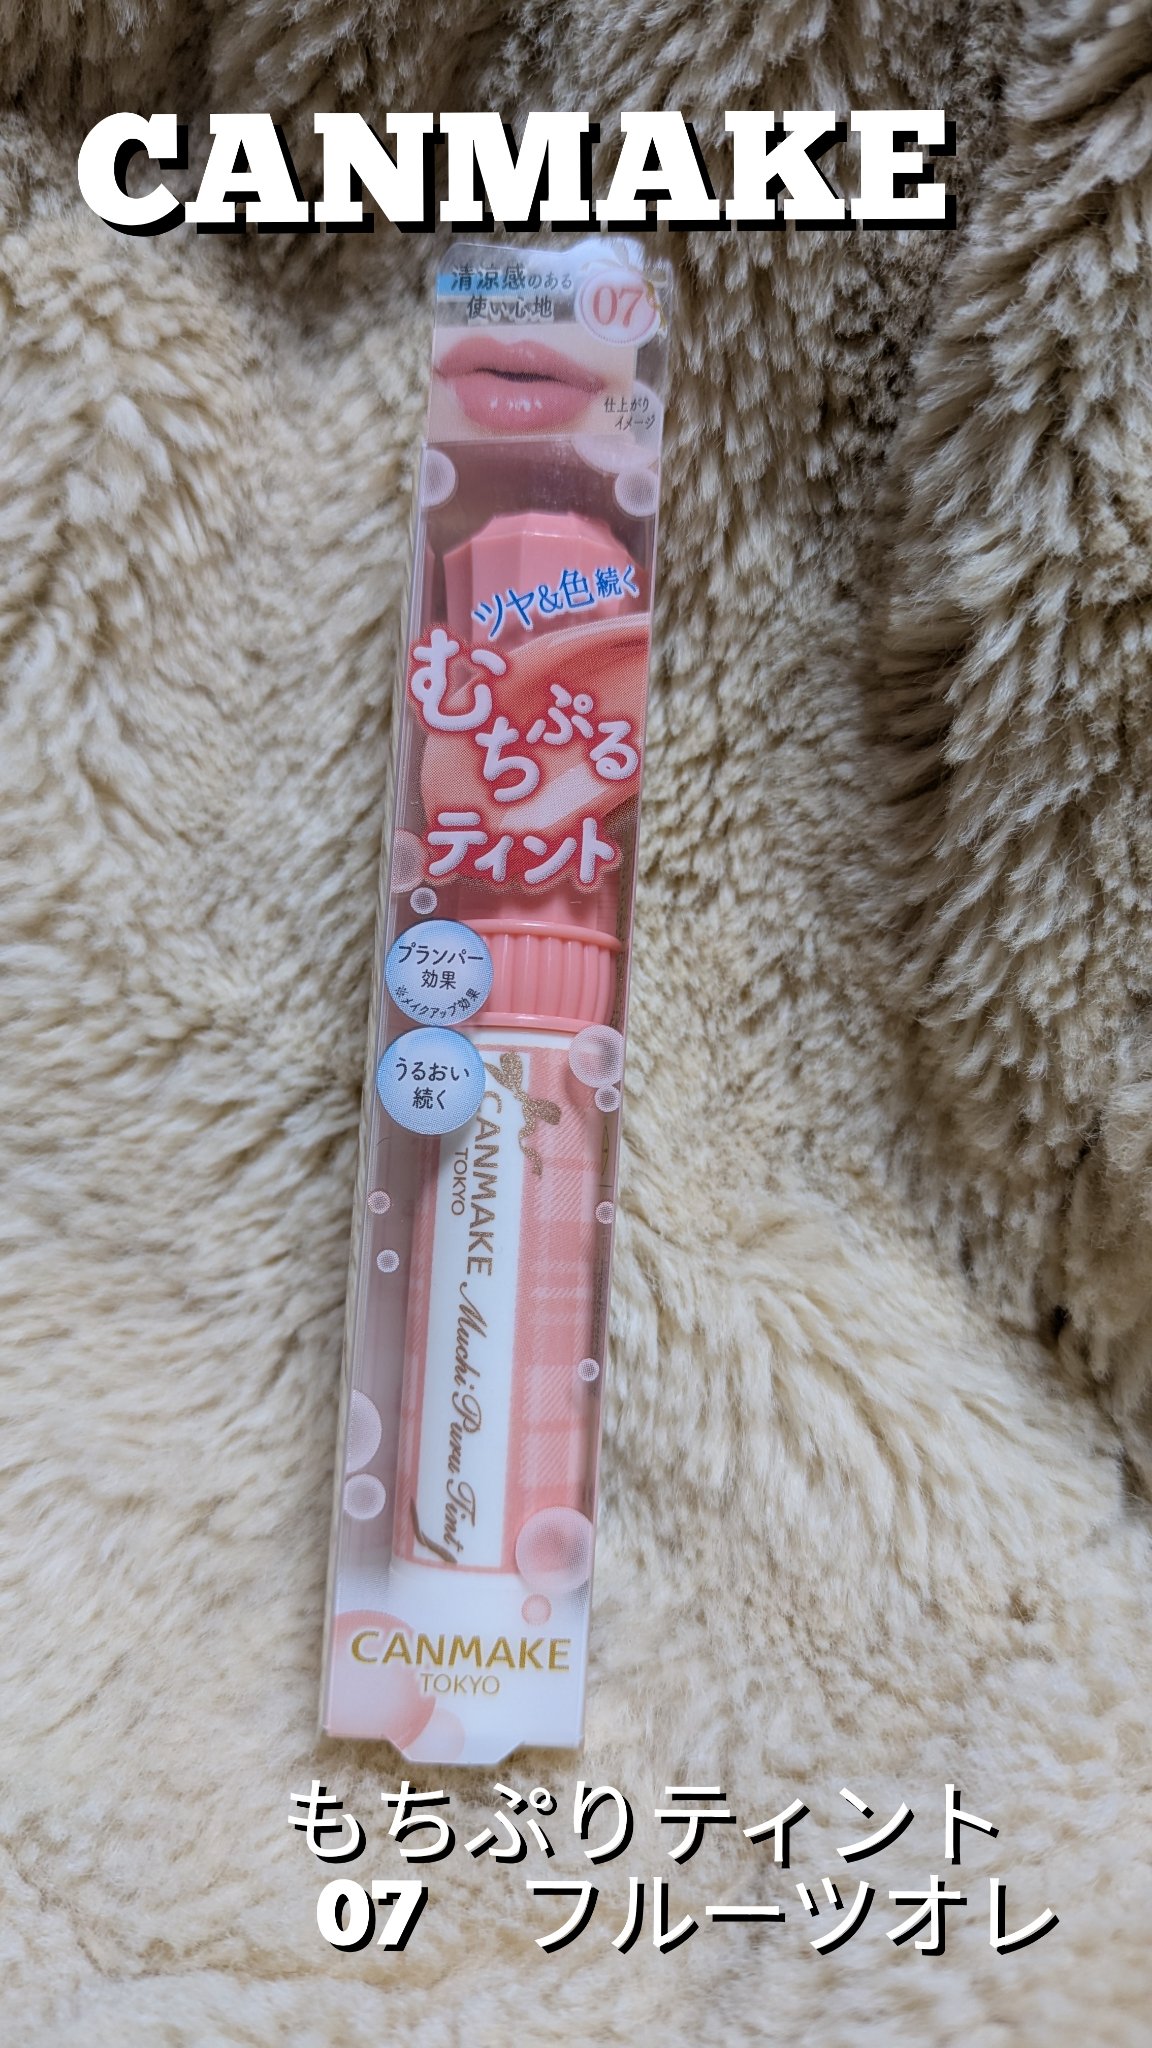 CANMAKE
清涼感のある
使い心地
07
仕上がり
イメージ
ツヤ&色続く
むちぷる
ティント
プランパー
効果
※メイクアップ効果
うるおい
続く
CANMAKE
TOKYO
Muchi Puru Tint
CANMAKE
TOKYO
もちぷりティント
07 フルーツオレ